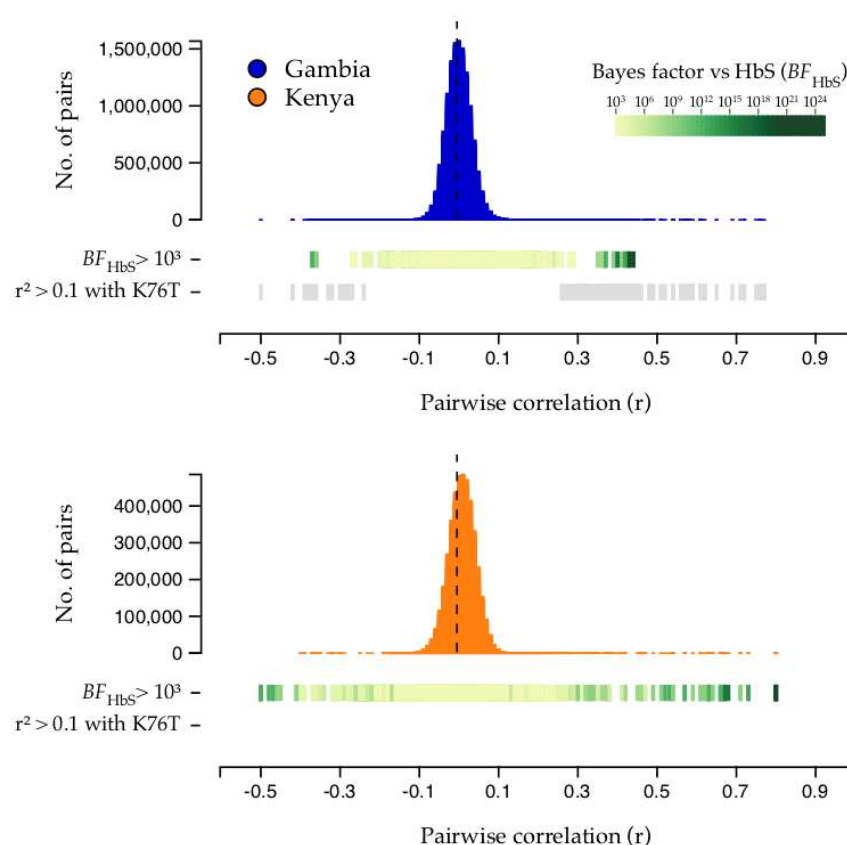 1,500,000
1,000,000
500,000
0
No. of pairs
Gambia
Kenya
Bayes factor vs HbS (BF_HbS)
10³ 10⁶ 10⁹ 10¹² 10¹⁵ 10¹⁸ 10²¹ 10²⁴
BF_HbS > 10³
r² > 0.1 with K76T
-0.5 -0.3 -0.1 0.1 0.3 0.5 0.7 0.9
Pairwise correlation (r)
400,000
300,000
200,000
100,000
0
No. of pairs
BF_HbS > 10³
r² > 0.1 with K76T
-0.5 -0.3 -0.1 0.1 0.3 0.5 0.7 0.9
Pairwise correlation (r)